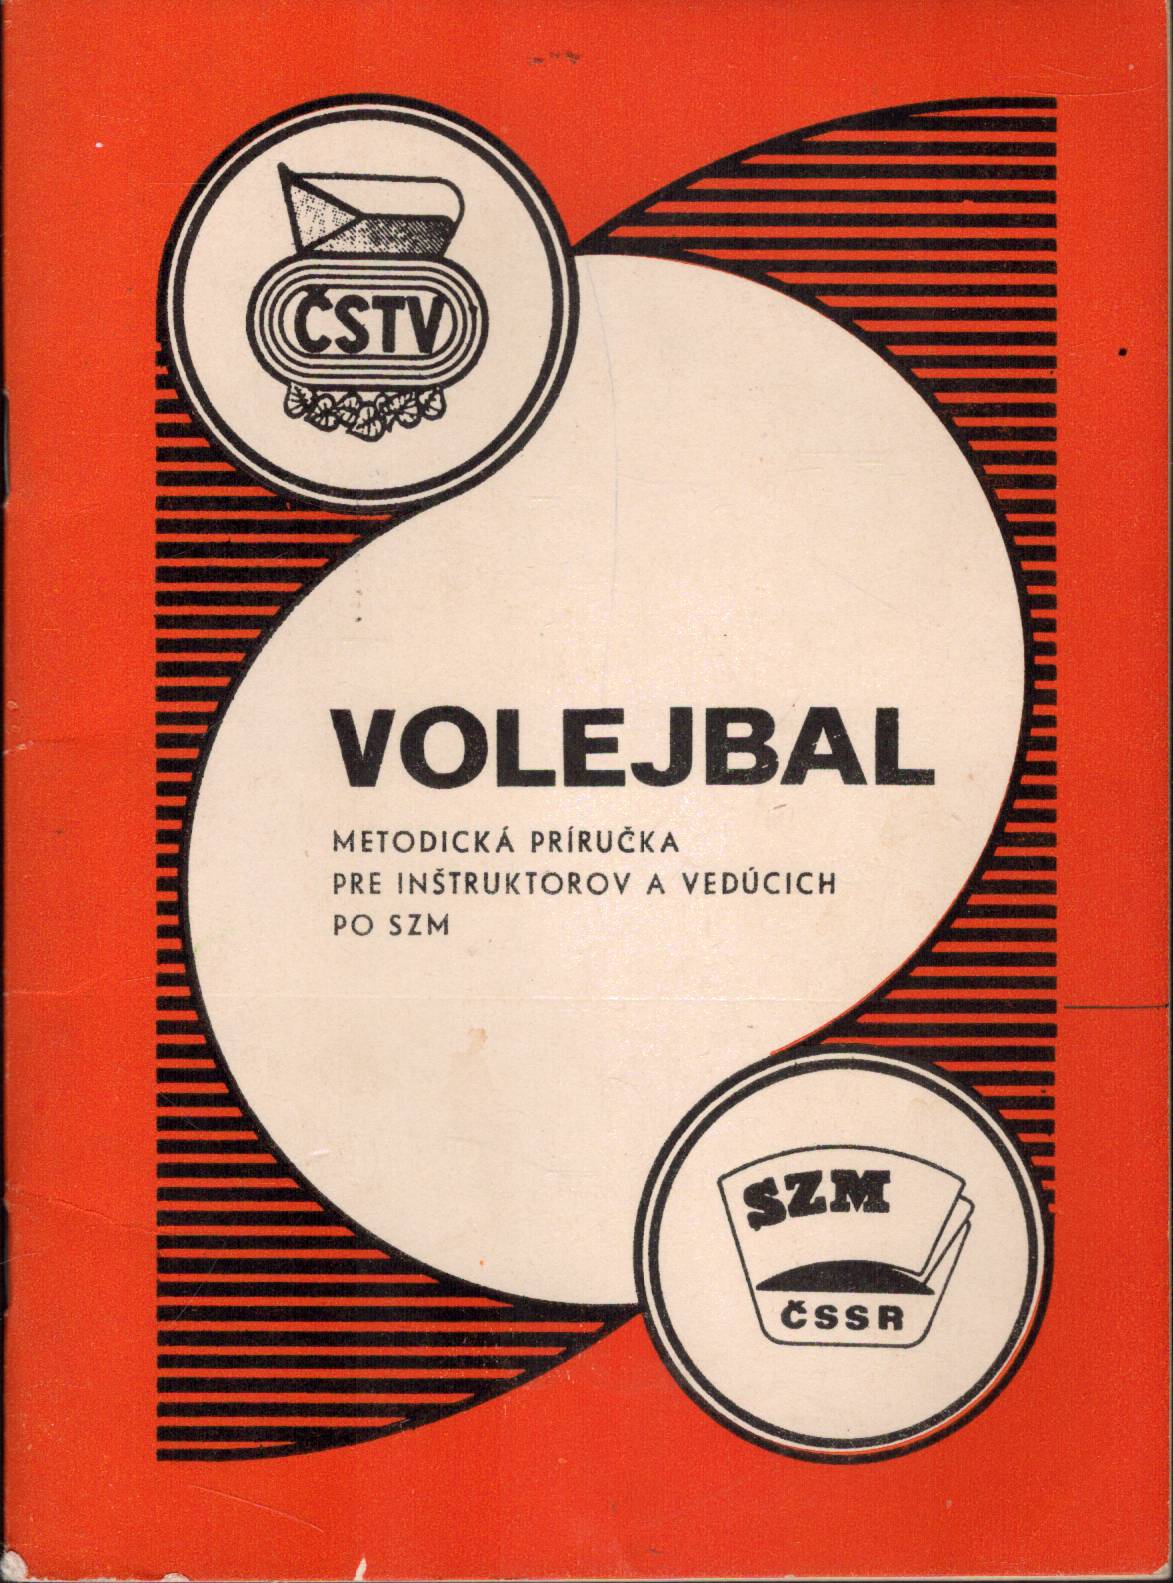 ČSTV
VOLEJBAL
METODICKÁ PRÍRUČKA
PRE INŠTRUKTOROV A VEDÚCICH
PO SZM
SZM
ČSSR